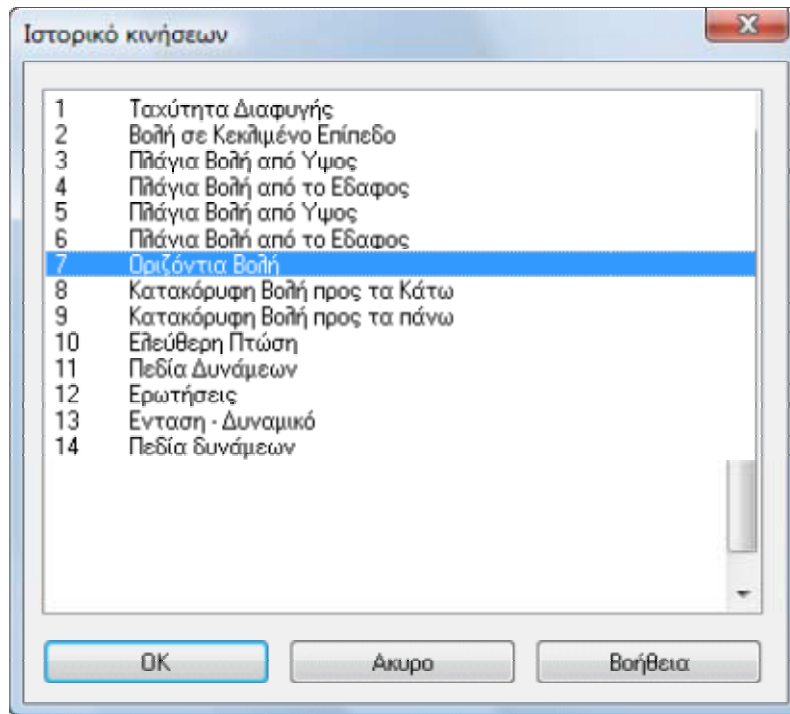 Ιστορικό κινήσεων
1 Ταχύτητα Διαφυγής
2 Βολή σε Κεκλιμένο Επίπεδο
3 Πλάγια Βολή από Υψος
4 Πλάγια Βολή από το Εδαφος
5 Πλάγια Βολή από Υψος
6 Πλάγια Βολή από το Εδαφος
7 Οριζόντια Βολή
8 Κατακόρυφη Βολή προς τα Κάτω
9 Κατακόρυφη Βολή προς τα πάνω
10 Ελεύθερη Πτώση
11 Πεδία Δυνάμεων
12 Ερωτήσεις
13 Ενταση - Δυναμικό
14 Πεδία δυνάμεων
OK Ακυρο Βοήθεια